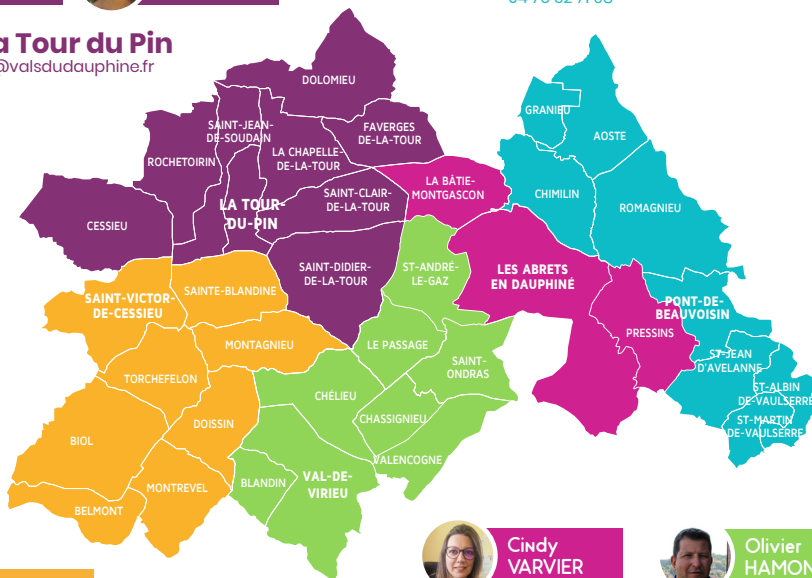 a Tour du Pin
@valsdudauphine.fr
DOLOMIEU
GRANIEU
AOSTE
SAINT-JEAN-
DE-SOUDAIN
FAVERGES
DE-LA-TOUR
ROCHETOIRIN
LA CHAPELLE-
DE-LA-TOUR
LA BÂTIE-
MONTGASCON
CHIMILIN
ROMAGNIEU
SAINT-CLAIR-
DE-LA-TOUR
LA TOUR-
DU-PIN
CESSIEU
SAINT-DIDIER-
DE-LA-TOUR
ST-ANDRÉ-
LE-GAZ
LES ABRETS
EN DAUPHINÉ
SAINT-VICTOR-
DE-CESSIEU
SAINTE-BLANDINE
PONT-DE-
BEAUVOISIN
PRESSINS
MONTAGNIEU
LE PASSAGE
SAINT-
ONDRAS
ST-JEAN
D'AVELANNE
TORCHEFELON
CHÉLIEU
ST-ALBIN
DE-VAULSERRE
CHASSIGNIEU
DOISSIN
ST-MARTIN
DE-VAULSERRE
BIOL
VALENCOGNE
MONTREVEL
BLANDIN
VAL-DE-
VIRIEU
BELMONT
Cindy
VARVIER
Olivier
HAMON